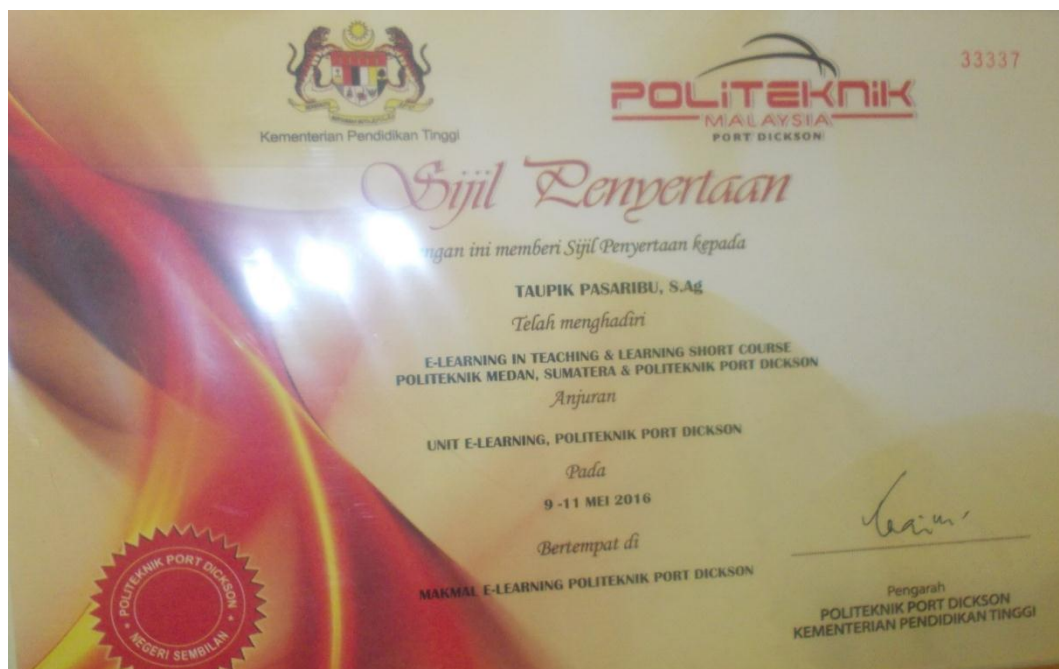 33337
Kementerian Pendidikan Tinggi
POLITEKNIK
MALAYSIA
PORT DICKSON
Sijil Penyertaan
ini memberi Sijil Penyertaan kepada
TAUPIK PASARIBU, S.Ag
Telah menghadiri
E-LEARNING IN TEACHING & LEARNING SHORT COURSE
POLITEKNIK MEDAN, SUMATERA & POLITEKNIK PORT DICKSON
Anjuran
UNIT E-LEARNING, POLITEKNIK PORT DICKSON
Pada
9 -11 MEI 2016
Bertempat di
MAKMAL E-LEARNING POLITEKNIK PORT DICKSON
Pengarah
POLITEKNIK PORT DICKSON
KEMENTERIAN PENDIDIKAN TINGGI
POLITEKNIK PORT DICKSON
NEGERI SEMBILAN